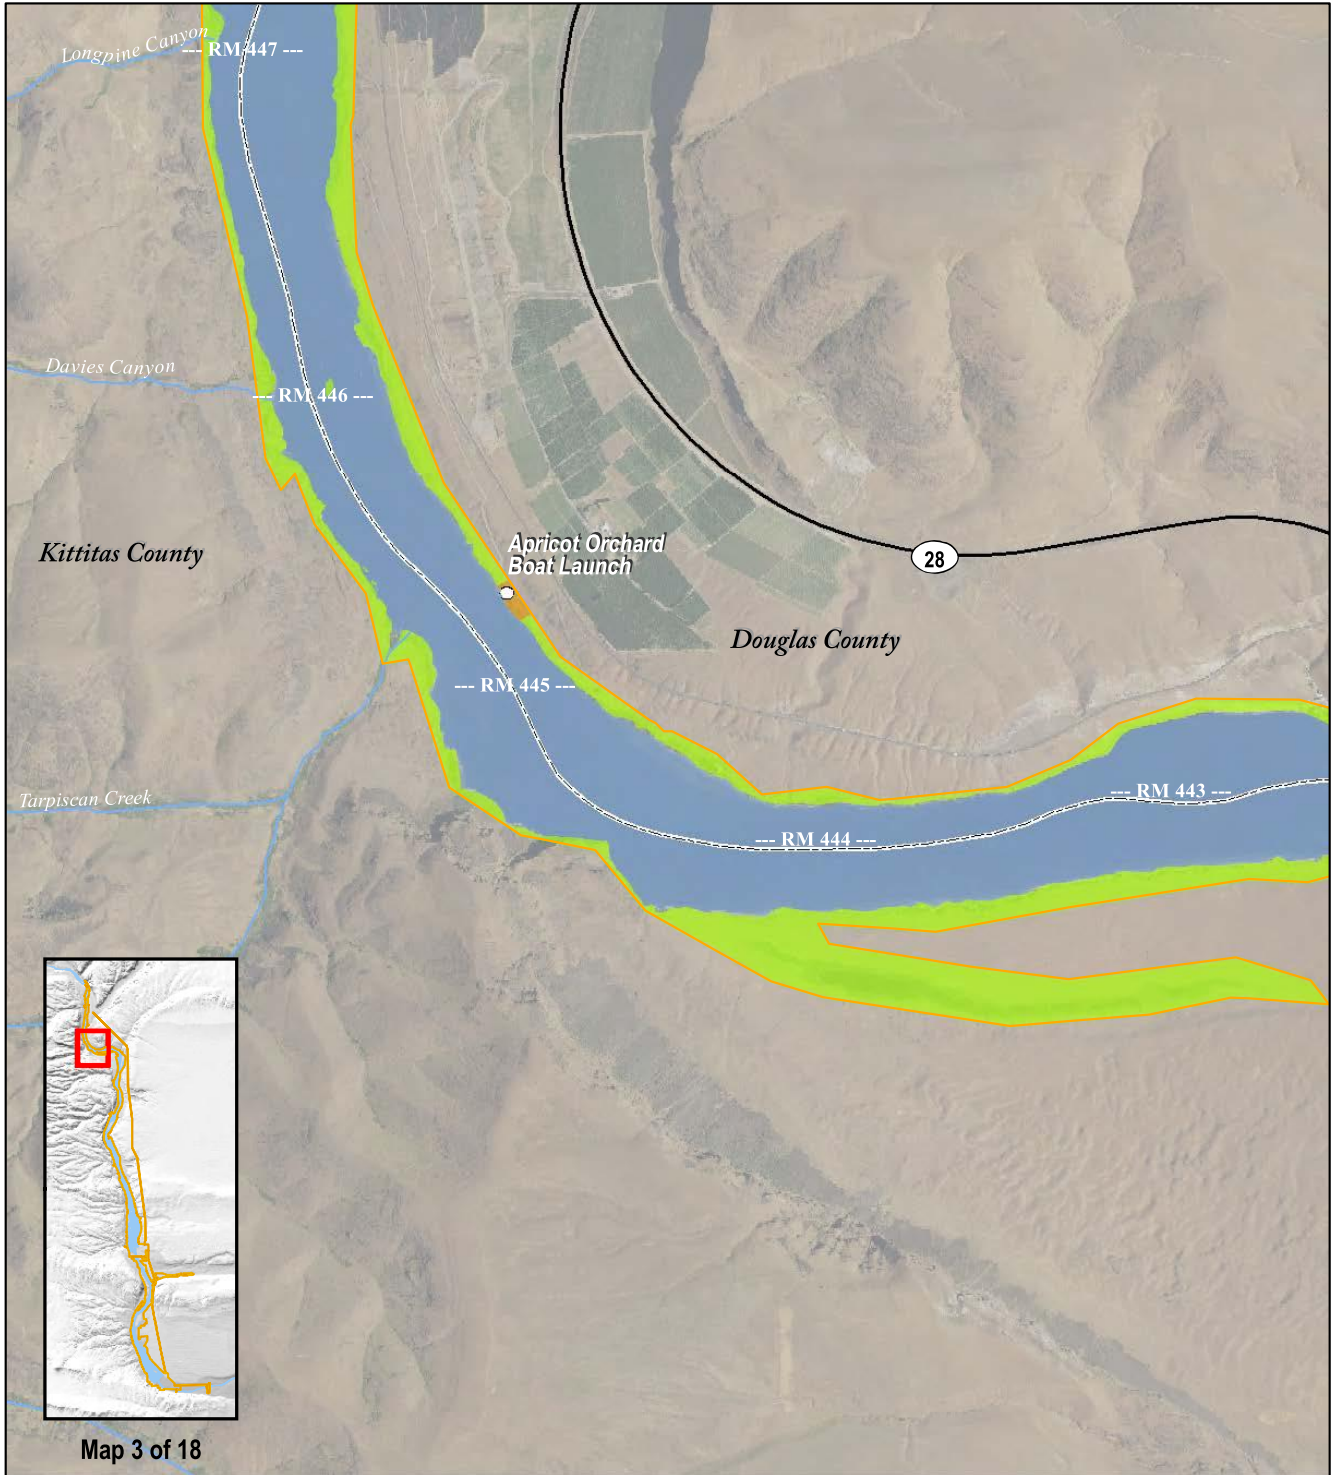 Longpine Canyon
--- RM 447 ---
Davies Canyon
--- RM 446 ---
Kittitas County
Apricot Orchard
Boat Launch
28
Douglas County
--- RM 445 ---
Tarpiscan Creek
--- RM 443 ---
--- RM 444 ---
Map 3 of 18